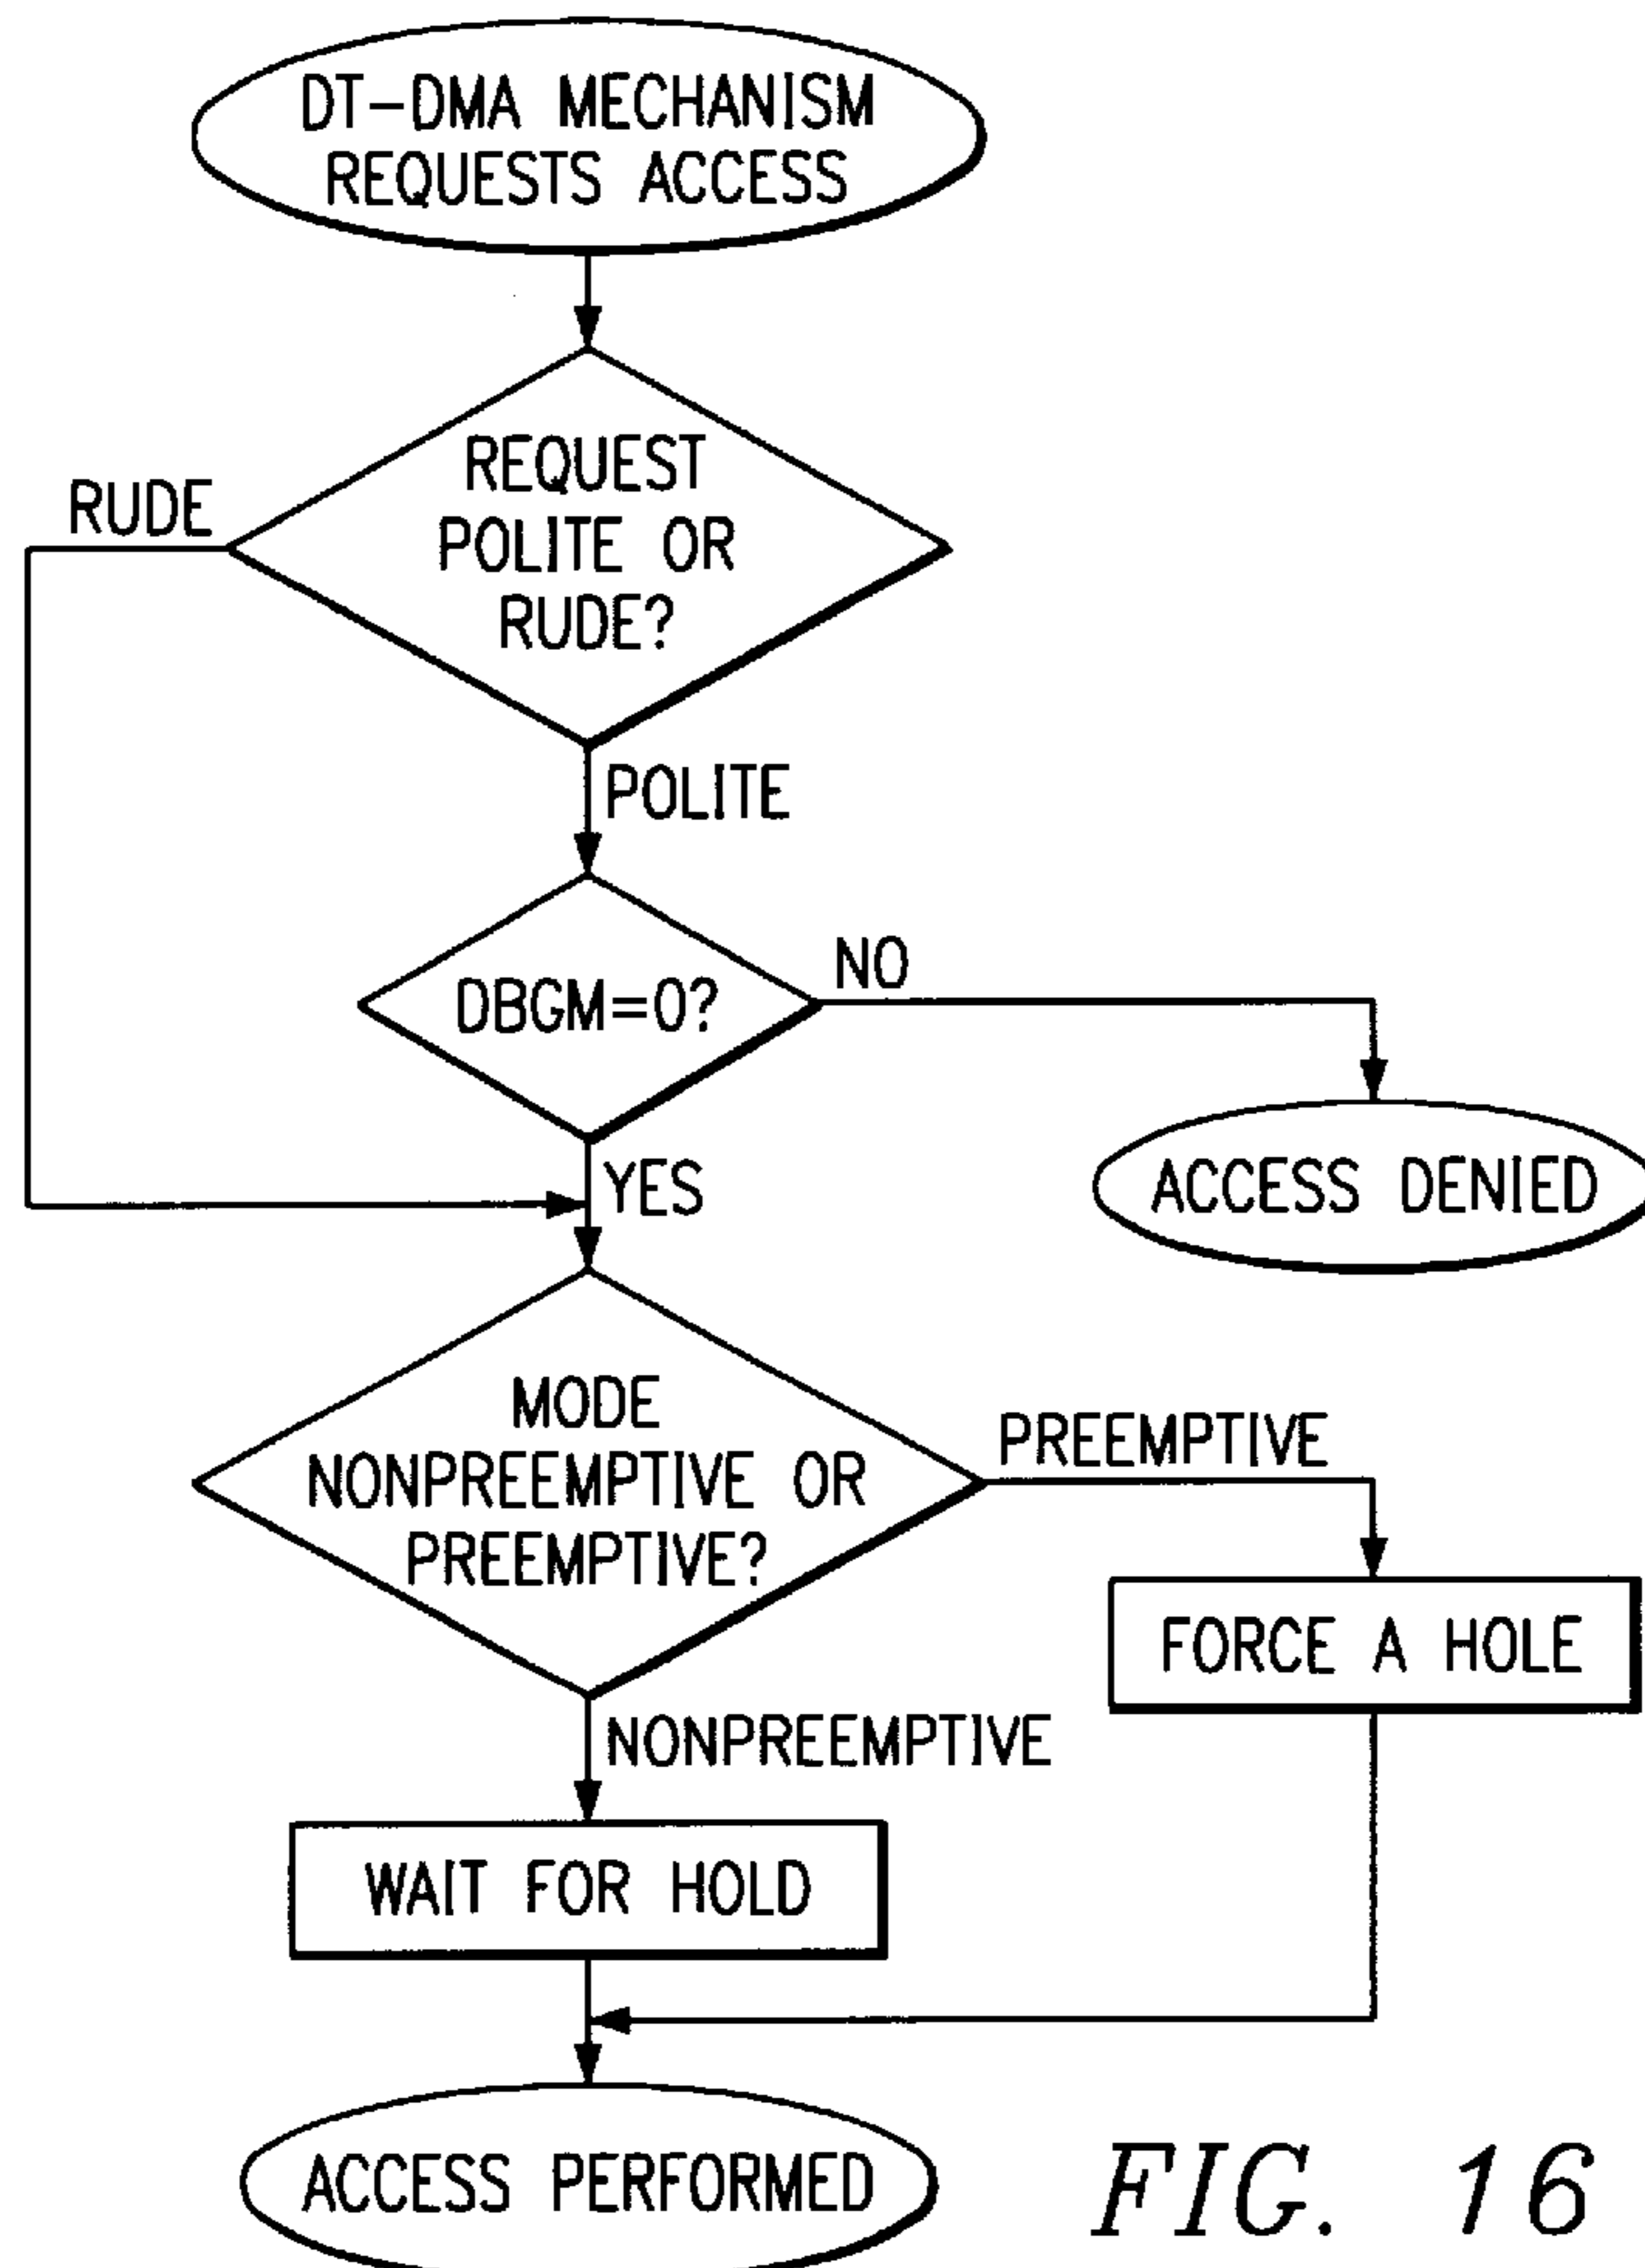 DT-DMA MECHANISM
REQUESTS ACCESS
REQUEST
POLITE OR
RUDE?
RUDE
POLITE
DBGM=0?
NO
YES
ACCESS DENIED
MODE
NONPREEMPTIVE OR
PREEMPTIVE?
PREEMPTIVE
FORCE A HOLE
NONPREEMPTIVE
WAIT FOR HOLD
ACCESS PERFORMED
FIG. 16